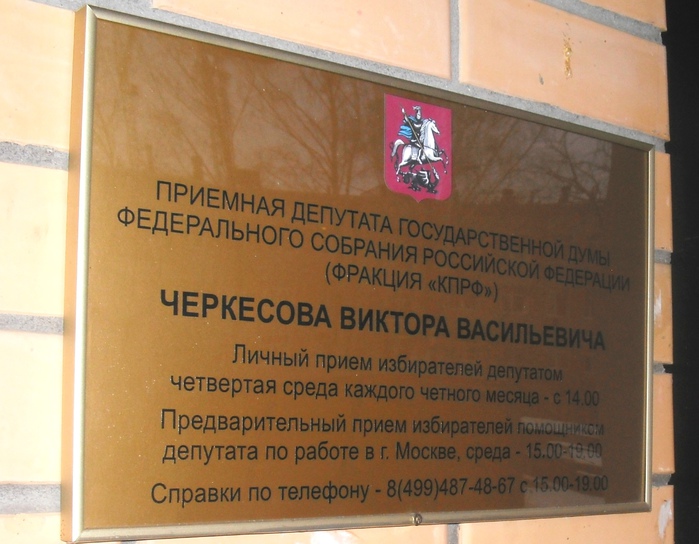 ПРИЕМНАЯ ДЕПУТАТА ГОСУДАРСТВЕННОЙ ДУМЫ
ФЕДЕРАЛЬНОГО СОБРАНИЯ РОССИЙСКОЙ ФЕДЕРАЦИИ
(ФРАКЦИЯ «КПРФ»)
ЧЕРКЕСОВА ВИКТОРА ВАСИЛЬЕВИЧА
Личный прием избирателей депутатом
четвертая среда каждого четного месяца - с 14.00
Предварительный прием избирателей помощником
депутата по работе в г. Москве, среда - 15.00-19.00
Справки по телефону - 8(499)487-48-67 с 15.00-19.00